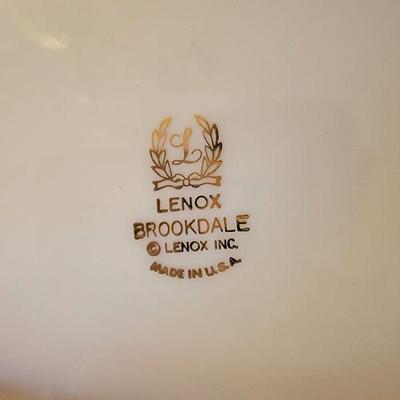 L
LENOX
BROOKDALE
© LENOX INC.
MADE IN U.S.A.